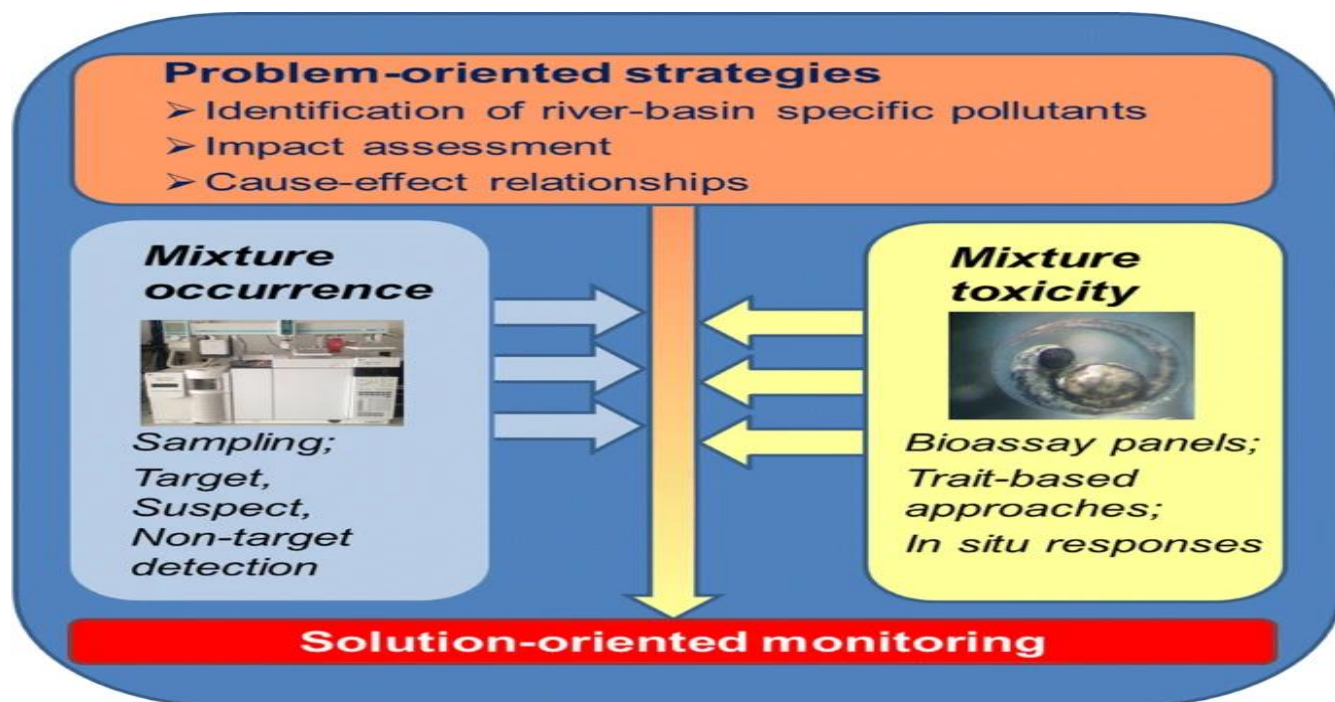 Problem-oriented strategies
➢ Identification of river-basin specific pollutants
➢ Impact assessment
➢ Cause-effect relationships
Mixture
occurrence
Sampling;
Target,
Suspect,
Non-target
detection
Mixture
toxicity
Bioassay panels;
Trait-based
approaches;
In situ responses
Solution-oriented monitoring